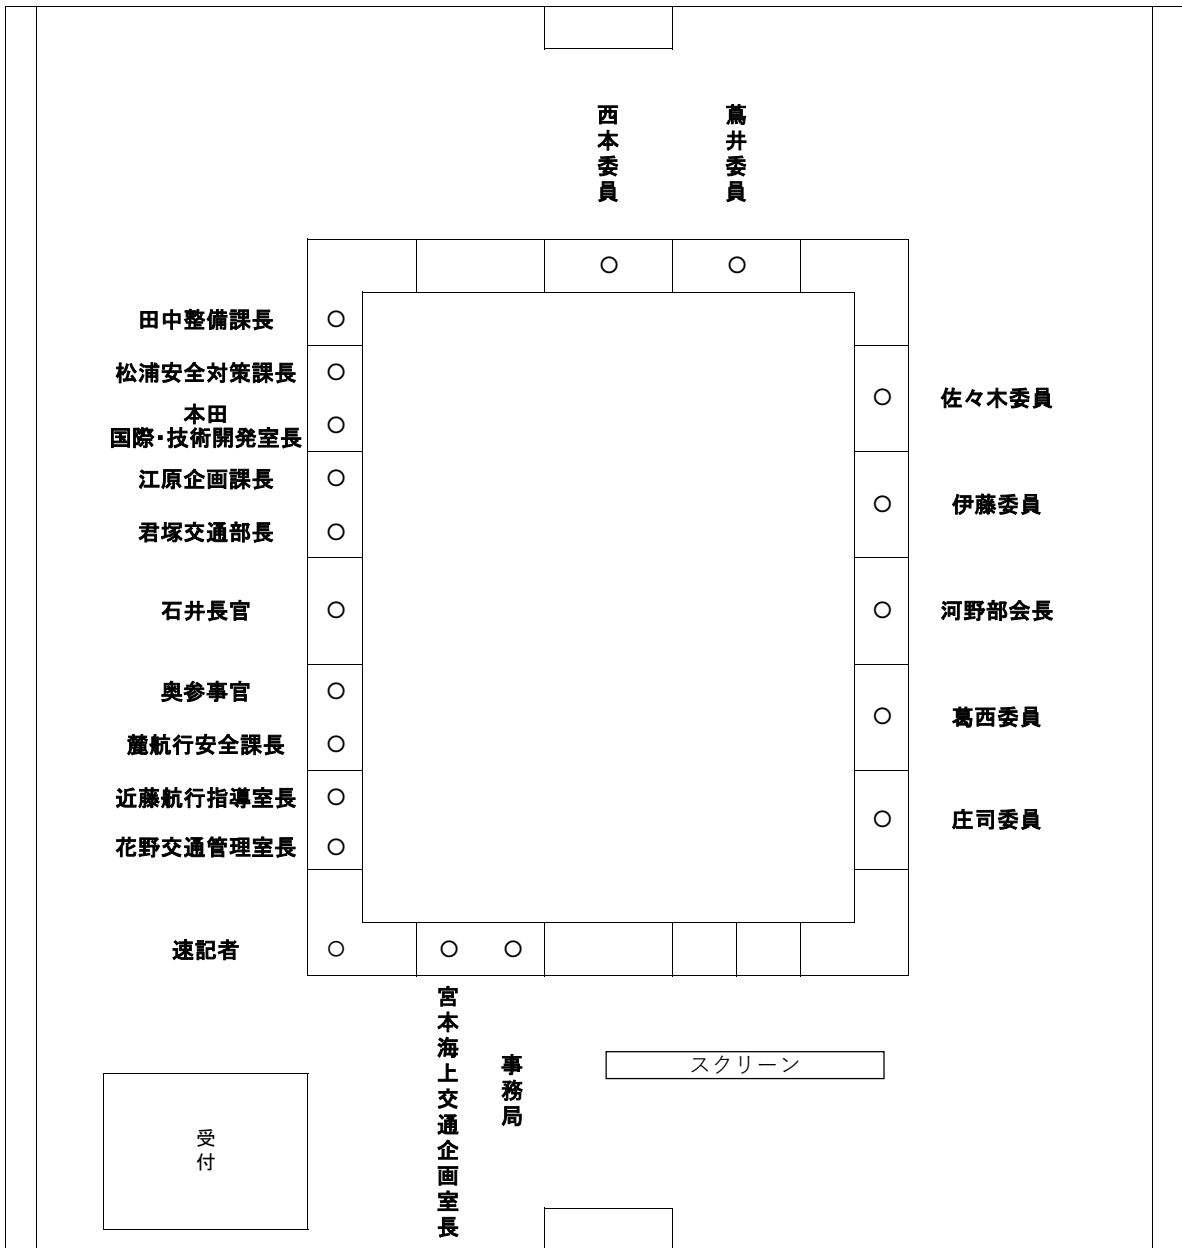 西本委員
蔦井委員
田中整備課長
松浦安全対策課長
本田
国際・技術開発室長
江原企画課長
君塚交通部長
石井長官
奥参事官
麓航行安全課長
近藤航行指導室長
花野交通管理室長
速記者
佐々木委員
伊藤委員
河野部会長
葛西委員
庄司委員
宮本海上交通企画室長
事務局
スクリーン
受付